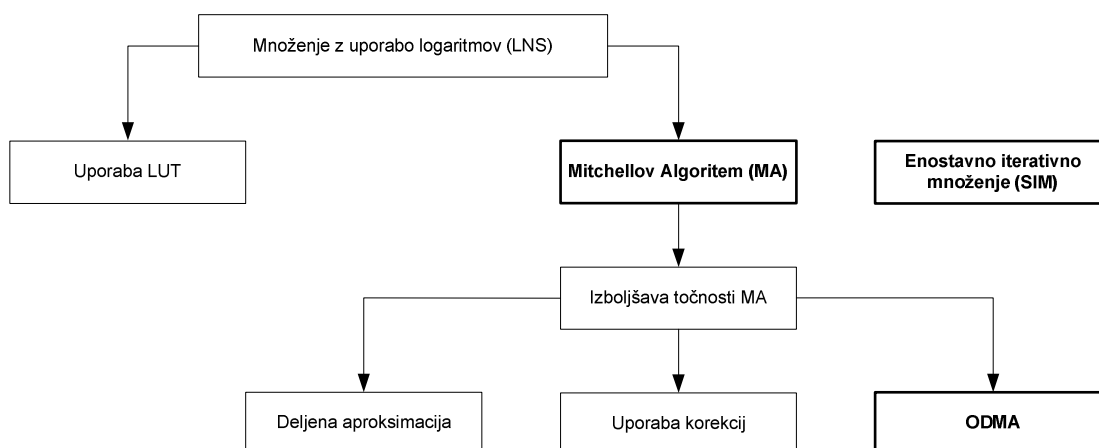 Množenje z uporabo logaritmov (LNS)
Uporaba LUT
Mitchellov Algoritem (MA)
Enostavno iterativno
množenje (SIM)
Izboljšava točnosti MA
Deljena aproksimacija
Uporaba korekcij
ODMA